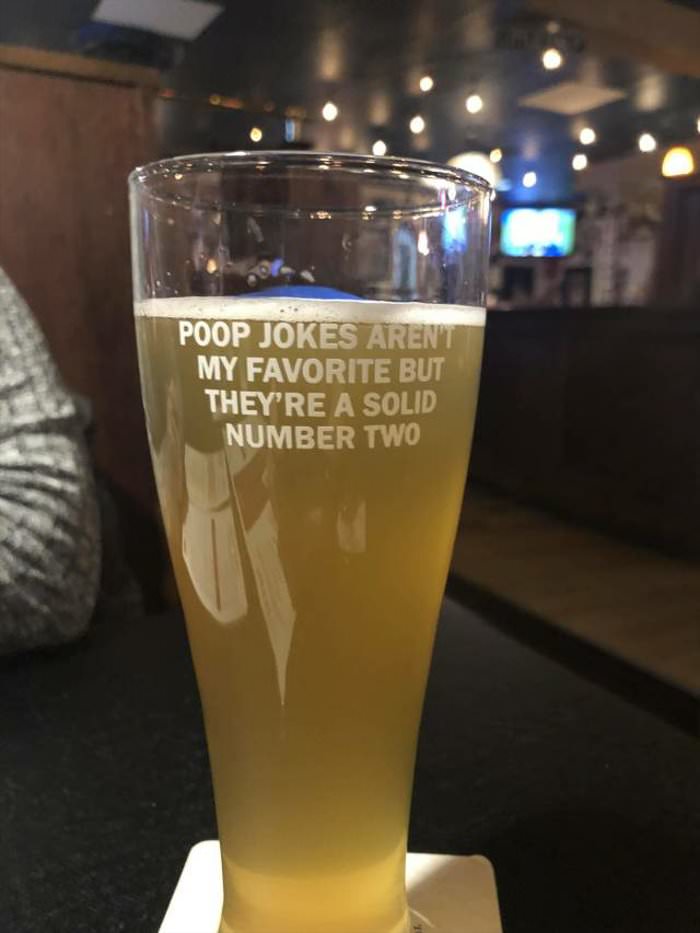 POOP JOKES AREN'T
MY FAVORITE BUT
THEY'RE A SOLID
NUMBER TWO